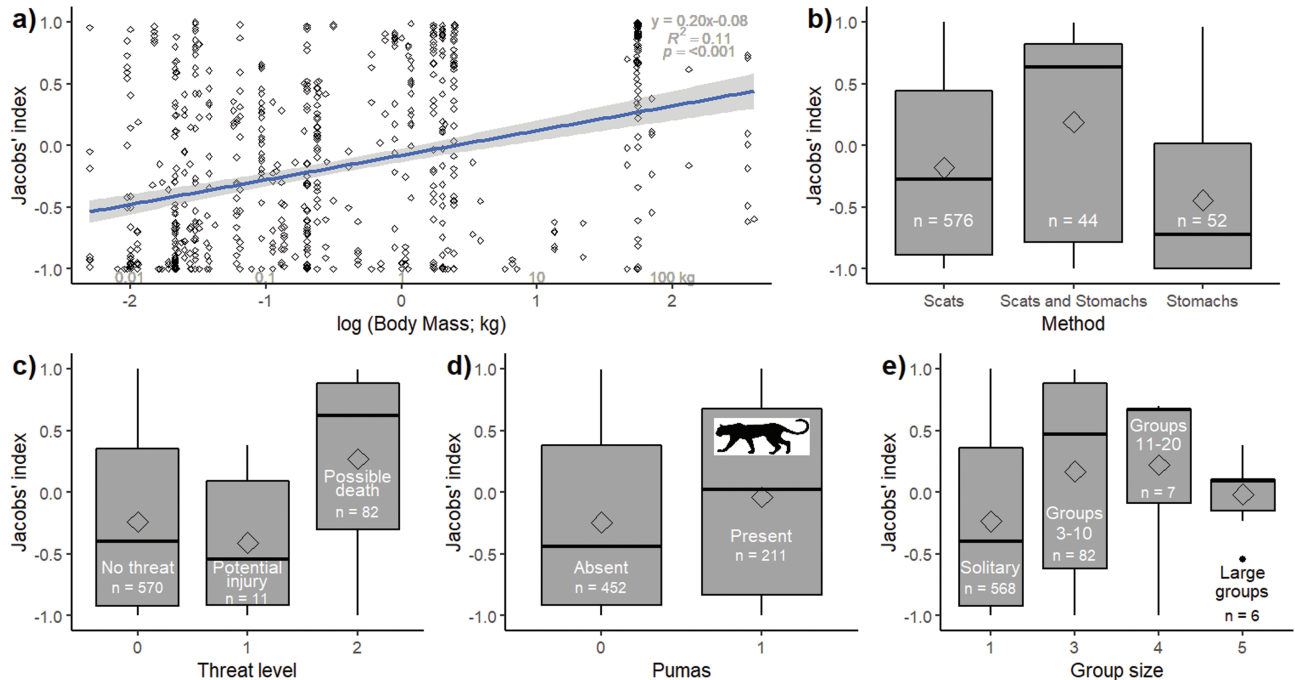 a)
1.0
0.5
0.0
-0.5
-1.0
Jacobs' index
y = 0.20x-0.08
R² = 0.11
p = <0.001
0.01 0.1 1 10 100 kg
-2 -1 0 1 2
log (Body Mass; kg)
b)
1.0
0.5
0.0
-0.5
-1.0
Jacobs' index
n = 576 n = 44 n = 52
Scats Scats and Stomachs Stomachs
Method
c)
1.0
0.5
0.0
-0.5
-1.0
Jacobs' index
No threat
n = 570
Potential
injury
n = 11
Possible
death
n = 82
0 1 2
Threat level
d)
1.0
0.5
0.0
-0.5
-1.0
Jacobs' index
Absent
n = 452
Present
n = 211
0 1
Pumas
e)
1.0
0.5
0.0
-0.5
-1.0
Jacobs' index
Solitary
n = 568
Groups
3-10
n = 82
Groups
11-20
n = 7
Large
groups
n = 6
1 3 4 5
Group size